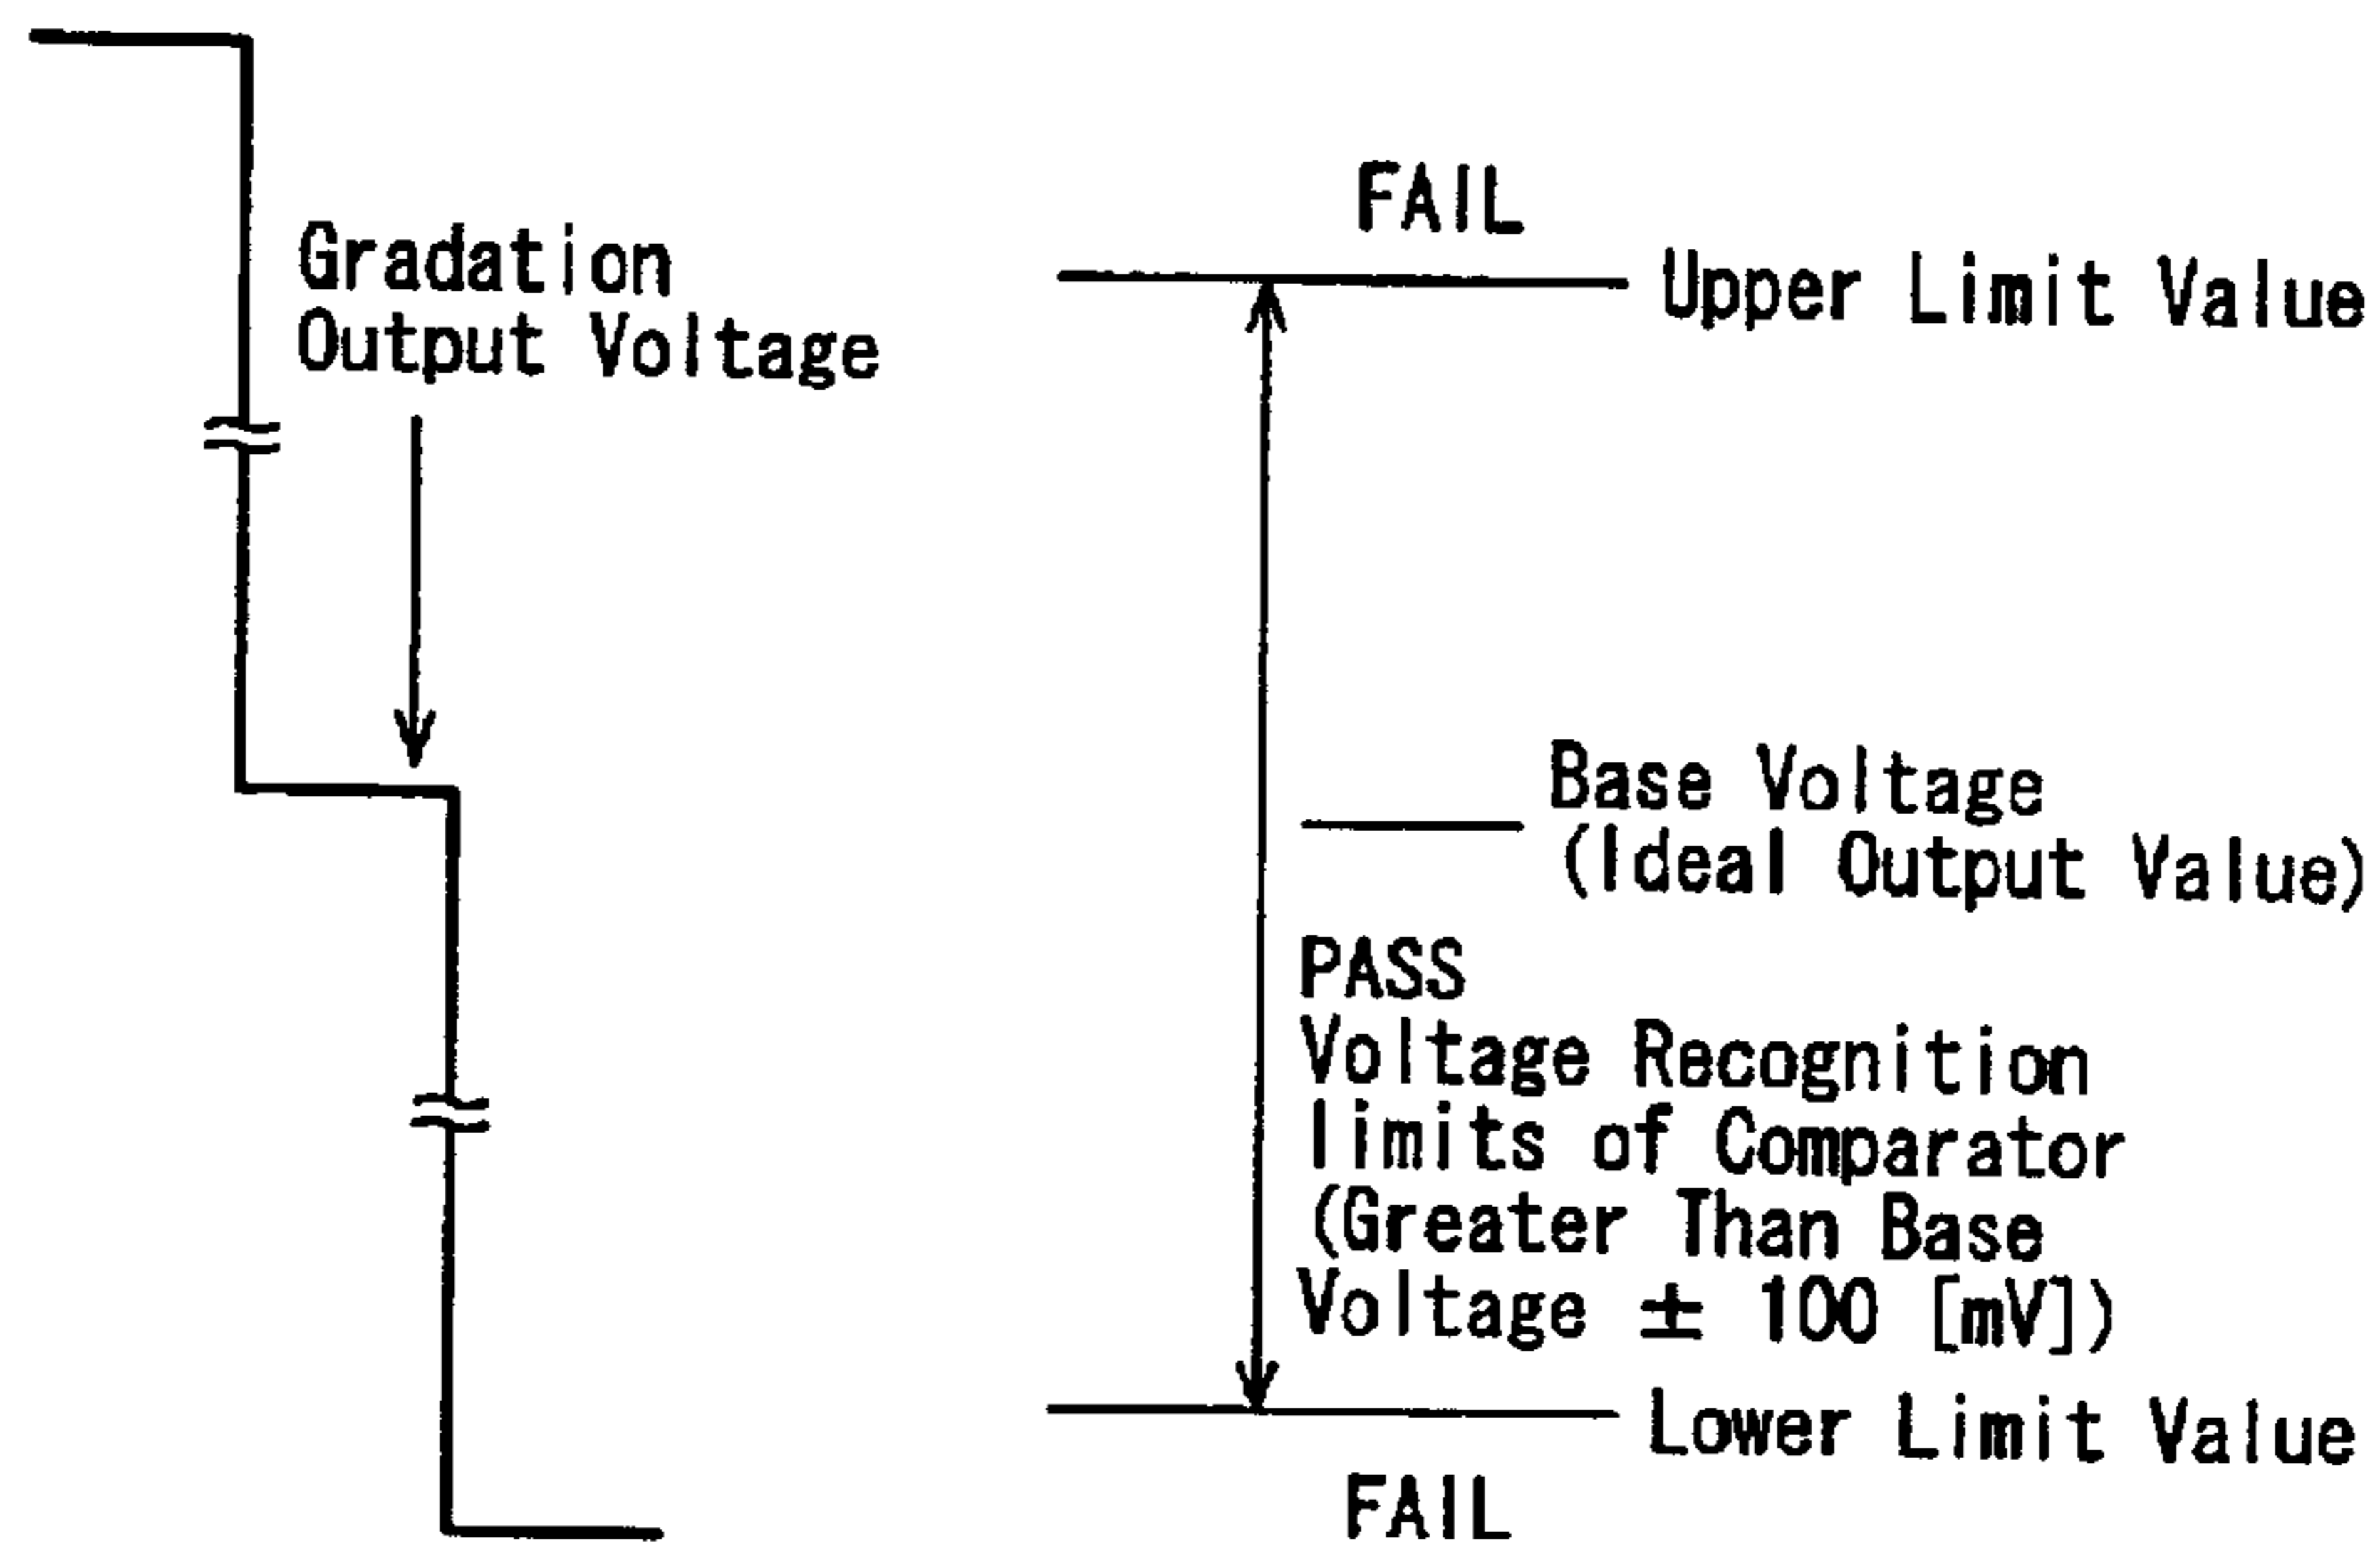 Gradation
Output Voltage
FAIL
Upper Limit Value
Base Voltage
(Ideal Output Value)
PASS
Voltage Recognition
limits of Comparator
(Greater Than Base
Voltage ± 100 [mV])
Lower Limit Value
FAIL